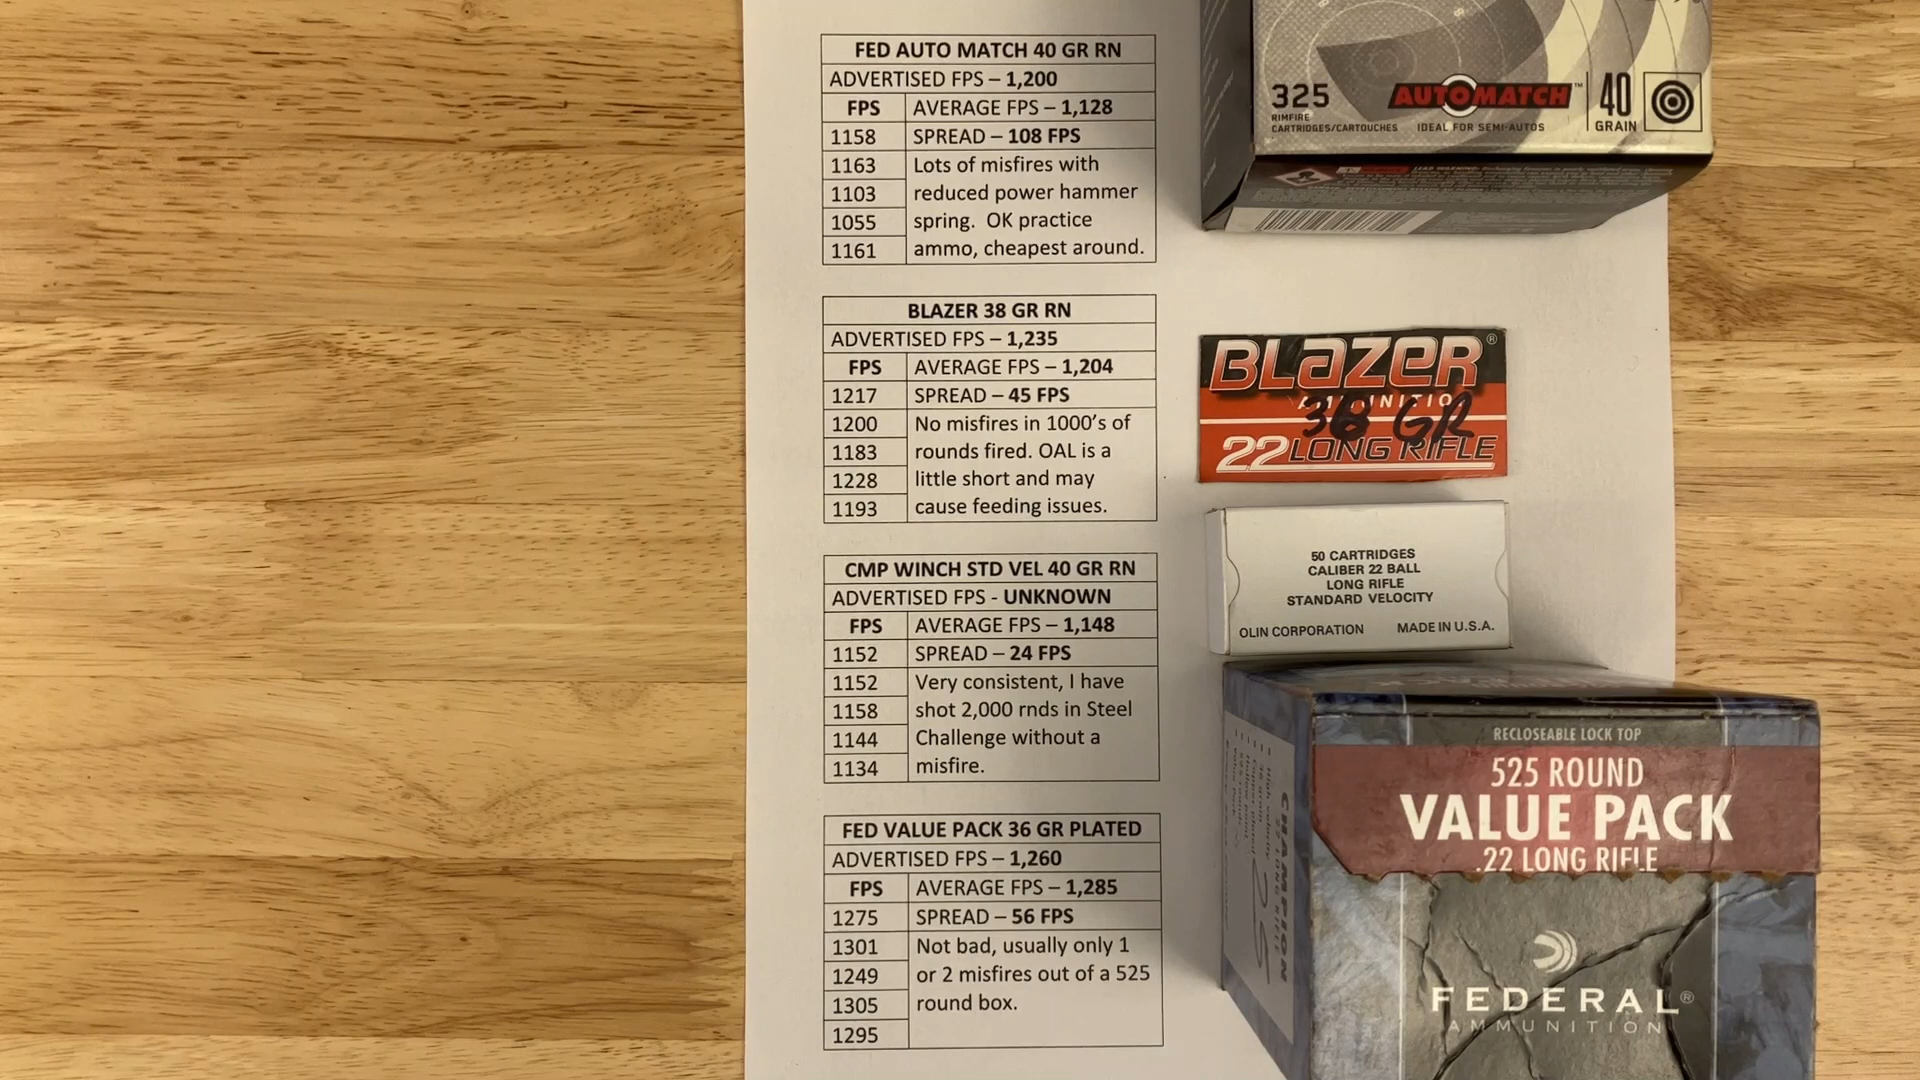 FED AUTO MATCH 40 GR RN
ADVERTISED FPS – 1,200
FPS AVERAGE FPS – 1,128
1158 SPREAD – 108 FPS
1163 Lots of misfires with
1103 reduced power hammer
1055 spring. OK practice
1161 ammo, cheapest around.
BLAZER 38 GR RN
ADVERTISED FPS – 1,235
FPS AVERAGE FPS – 1,204
1217 SPREAD – 45 FPS
1200 No misfires in 1000’s of
1183 rounds fired. OAL is a
1228 little short and may
1193 cause feeding issues.
CMP WINCH STD VEL 40 GR RN
ADVERTISED FPS - UNKNOWN
FPS AVERAGE FPS – 1,148
1152 SPREAD – 24 FPS
1152 Very consistent, I have
1158 shot 2,000 rnds in Steel
1144 Challenge without a
1134 misfire.
FED VALUE PACK 36 GR PLATED
ADVERTISED FPS – 1,260
FPS AVERAGE FPS – 1,285
1275 SPREAD – 56 FPS
1301 Not bad, usually only 1
1249 or 2 misfires out of a 525
1305 round box.
1295
325 AUTOMATCH™ 40
RIMFIRE
CARTRIDGES/CARTOUCHES IDEAL FOR SEMI-AUTOS GRAIN
BLAZER®
AMMUNITION
38 GR
22 LONG RIFLE
50 CARTRIDGES
CALIBER 22 BALL
LONG RIFLE
STANDARD VELOCITY
OLIN CORPORATION MADE IN U.S.A.
RECLOSEABLE LOCK TOP
525 ROUND
VALUE PACK
.22 LONG RIFLE
FEDERAL®
AMMUNITION
CHAMPION
22 LONG RIFLE